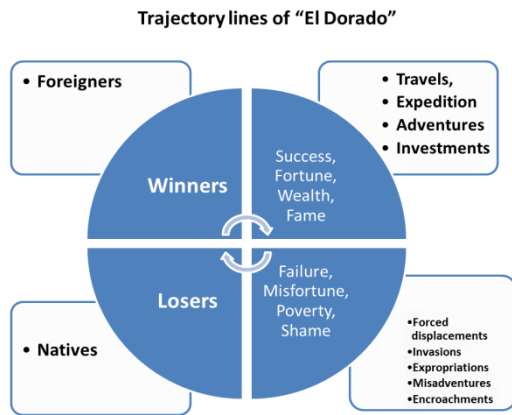 Trajectory lines of “El Dorado”
• Foreigners
• Travels,
• Expedition
• Adventures
• Investments
Winners
Success,
Fortune,
Wealth,
Fame
Losers
Failure,
Misfortune,
Poverty,
Shame
• Natives
•Forced
displacements
•Invasions
•Expropriations
•Misadventures
•Encroachments